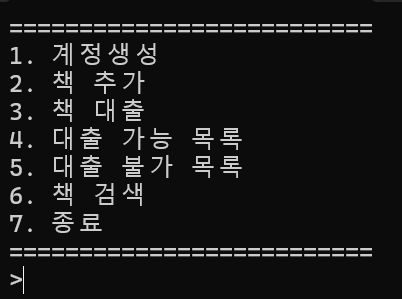 ==========================
1. 계정생성
2. 책 추가
3. 책 대출
4. 대출 가능 목록
5. 대출 불가 목록
6. 책 검색
7. 종료
==========================
>